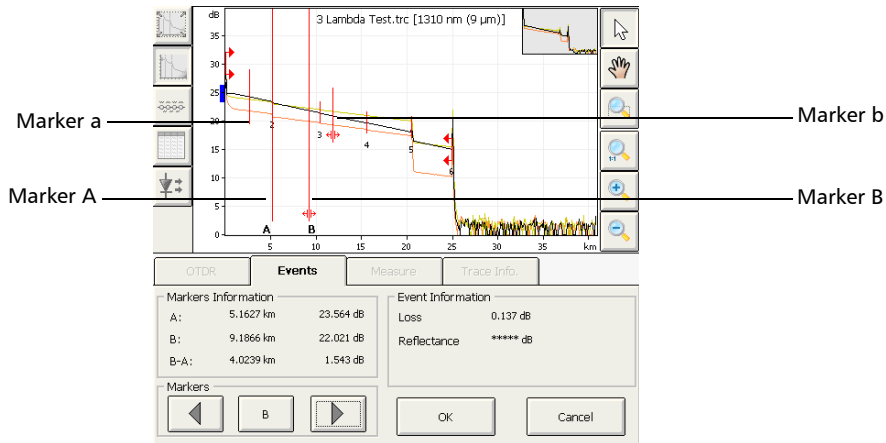 dB
3 Lambda Test.trc [1310 nm (9 µm)]
35
30
25
20
15
10
5
0
Marker a
Marker b
Marker A
Marker B
2
3
4
5
6
A
B
5
10
15
20
25
30
35
km
1:1
OTDR
Events
Measure
Trace Info.
Markers Information
A: 5.1627 km 23.564 dB
B: 9.1866 km 22.021 dB
B-A: 4.0239 km 1.543 dB
Event Information
Loss 0.137 dB
Reflectance ***** dB
Markers
B
OK
Cancel